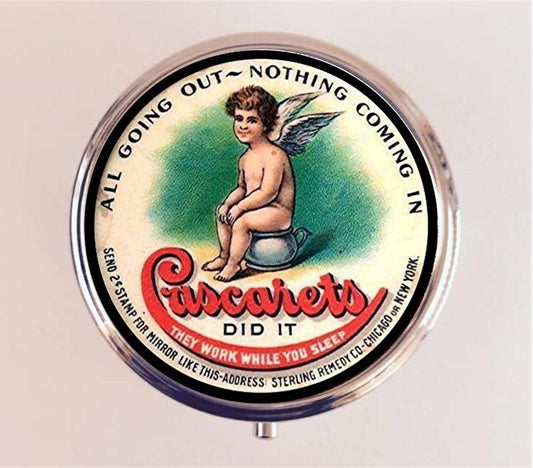 ALL GOING OUT~NOTHING COMING IN
Cascarets
DID IT
THEY WORK WHILE YOU SLEEP
SEND 2¢ STAMP FOR MIRROR LIKE THIS-ADDRESS: STERLING REMEDY CO-CHICAGO OR NEW YORK.